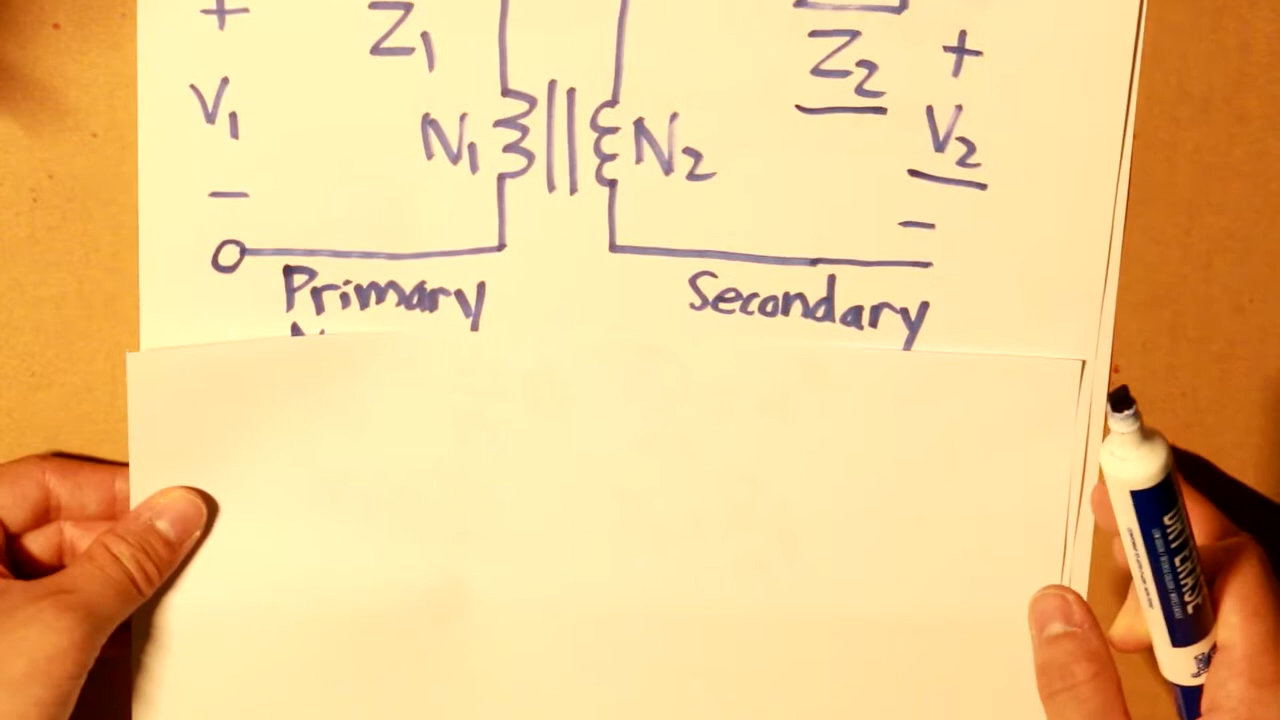 +
Z1
Z2
+
V1
N1
N2
V2
−
−
Primary
Secondary
DRY ERASE